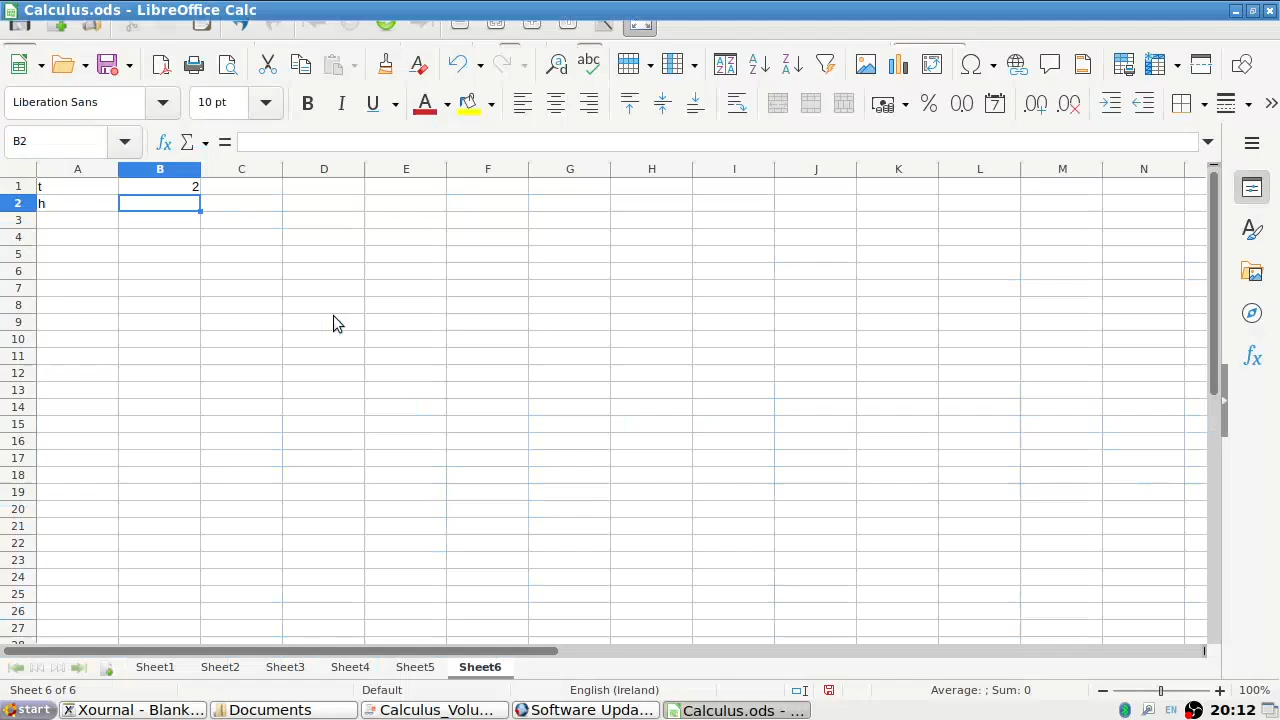 Calculus.ods - LibreOffice Calc
Liberation Sans
10 pt
B I U A
B2
A B C D E F G H I J K L M N
1 t 2
2 h
3
4
5
6
7
8
9
10
11
12
13
14
15
16
17
18
19
20
21
22
23
24
25
26
27
Sheet1 Sheet2 Sheet3 Sheet4 Sheet5 Sheet6
Sheet 6 of 6 Default English (Ireland) Average: ; Sum: 0 100%
start Xournal - Blank... Documents Calculus_Volu... Software Upda... Calculus.ods - ... EN 20:12